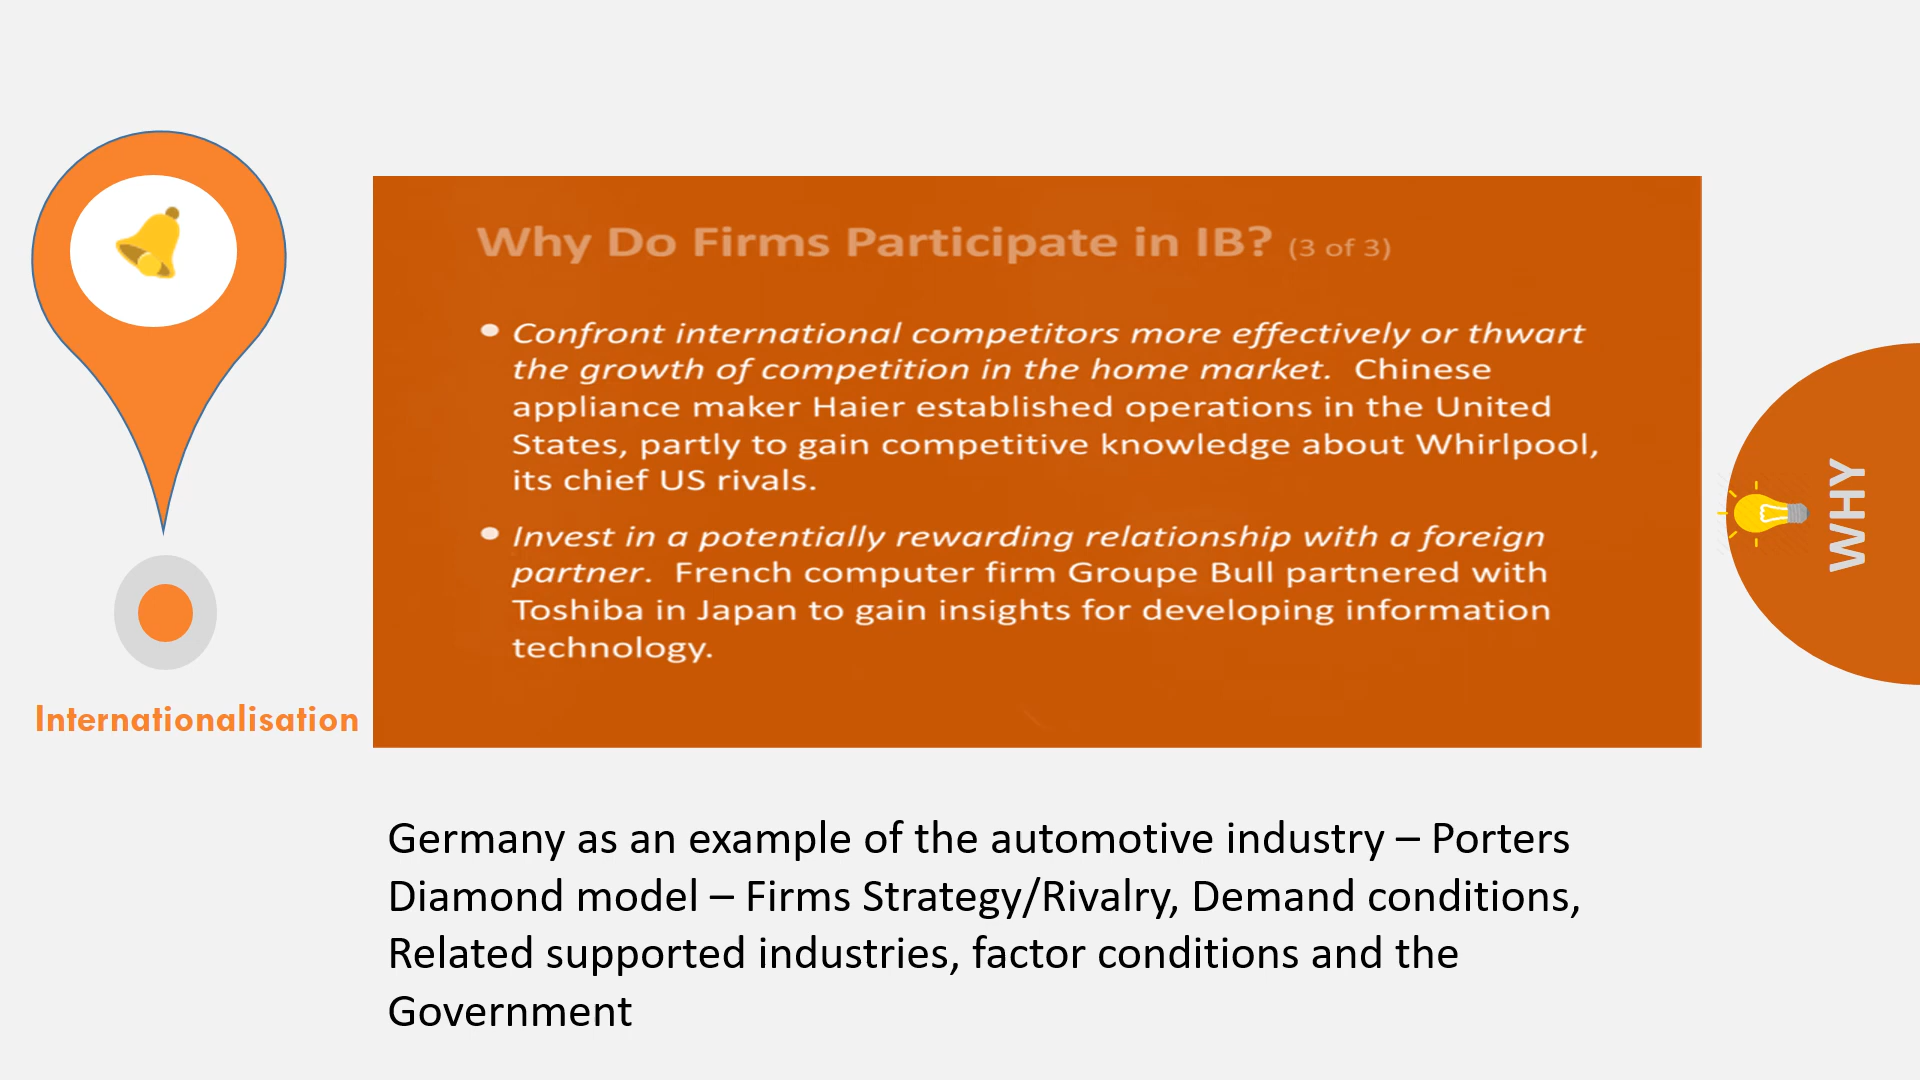 Why Do Firms Participate in IB? (3 of 3)
• Confront international competitors more effectively or thwart
the growth of competition in the home market. Chinese
appliance maker Haier established operations in the United
States, partly to gain competitive knowledge about Whirlpool,
its chief US rivals.
• Invest in a potentially rewarding relationship with a foreign
partner. French computer firm Groupe Bull partnered with
Toshiba in Japan to gain insights for developing information
technology.
WHY
Internationalisation
Germany as an example of the automotive industry – Porters
Diamond model – Firms Strategy/Rivalry, Demand conditions,
Related supported industries, factor conditions and the
Government